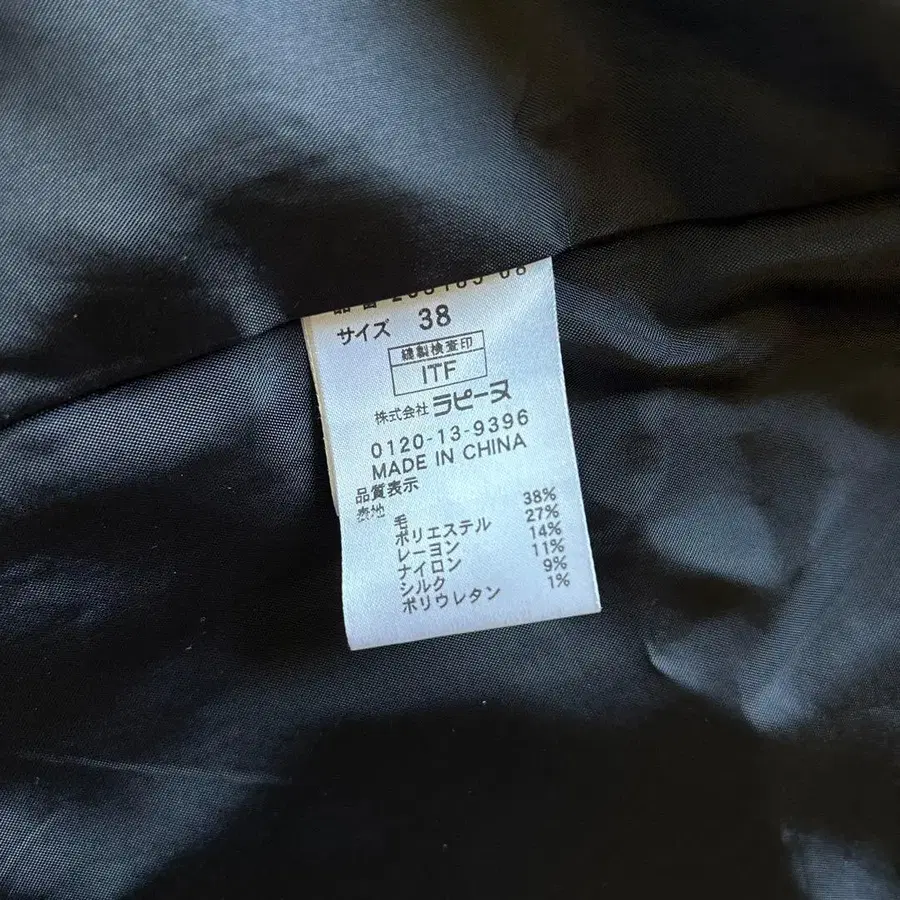 サイズ 38
縫製検査印
ITF
株式会社 ラピーヌ
0120-13-9396
MADE IN CHINA
品質表示
表地
毛 38%
ポリエステル 27%
レーヨン 14%
ナイロン 11%
シルク 9%
ポリウレタン 1%